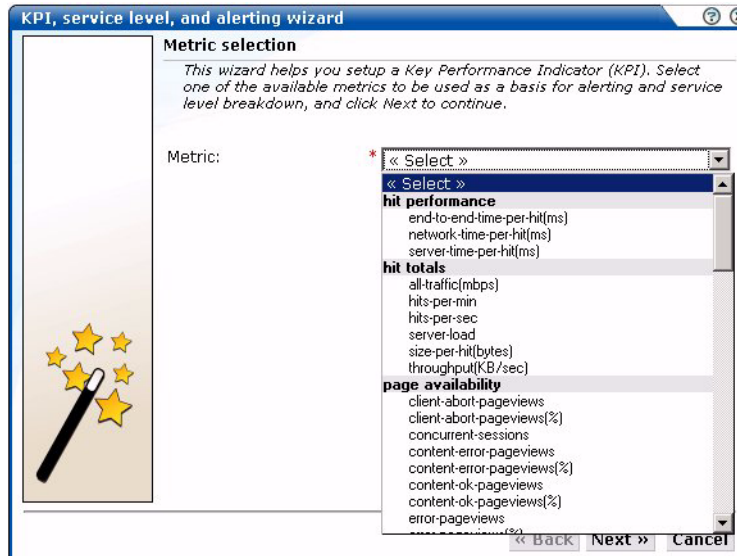 KPI, service level, and alerting wizard
Metric selection
This wizard helps you setup a Key Performance Indicator (KPI). Select
one of the available metrics to be used as a basis for alerting and service
level breakdown, and click Next to continue.
Metric: * « Select »
« Select »
hit performance
end-to-end-time-per-hit(ms)
network-time-per-hit(ms)
server-time-per-hit(ms)
hit totals
all-traffic(mbps)
hits-per-min
hits-per-sec
server-load
size-per-hit(bytes)
throughput(KB/sec)
page availability
client-abort-pageviews
client-abort-pageviews(%)
concurrent-sessions
content-error-pageviews
content-error-pageviews(%)
content-ok-pageviews
content-ok-pageviews(%)
error-pageviews
« Back Next » Cancel